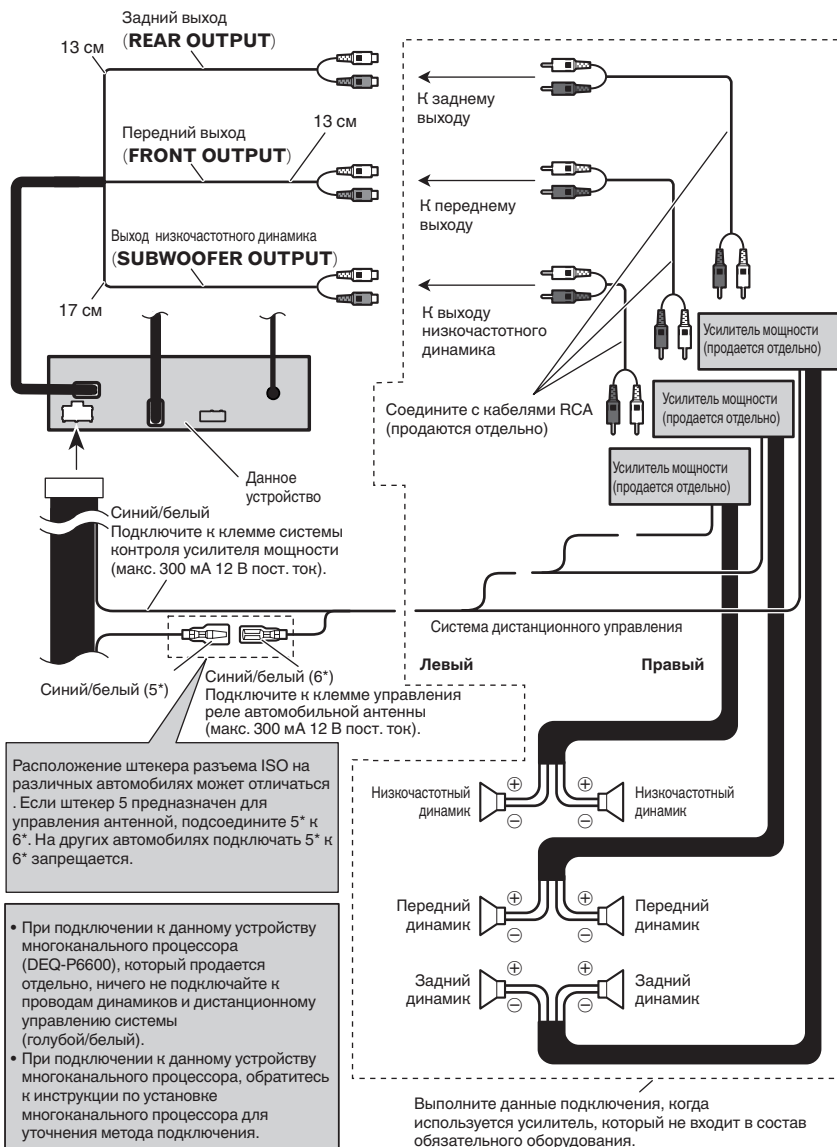 Задний выход
(REAR OUTPUT)
13 см
К заднему
выходу
Передний выход
(FRONT OUTPUT)
13 см
К переднему
выходу
Выход низкочастотного динамика
(SUBWOOFER OUTPUT)
17 см
К выходу
низкочастотного
динамика
Усилитель мощности
(продается отдельно)
Усилитель мощности
(продается отдельно)
Усилитель мощности
(продается отдельно)
Соедините с кабелями RCA
(продаются отдельно)
Данное
устройство
Синий/белый
Подключите к клемме системы
контроля усилителя мощности
(макс. 300 мА 12 В пост. ток).
Система дистанционного управления
Синий/белый (5*)
Синий/белый (6*)
Подключите к клемме управления
реле автомобильной антенны
(макс. 300 мА 12 В пост. ток).
Левый
Правый
Расположение штекера разъема ISO на
различных автомобилях может отличаться
. Если штекер 5 предназначен для
управления антенной, подсоедините 5* к
6*. На других автомобилях подключать 5* к
6* запрещается.
Низкочастотный
динамик
⊕
⊖
⊕
⊖
Низкочастотный
динамик
Передний
динамик
⊕
⊖
⊕
⊖
Передний
динамик
Задний
динамик
⊕
⊖
⊕
⊖
Задний
динамик
• При подключении к данному устройству
многоканального процессора
(DEQ-P6600), который продается
отдельно, ничего не подключайте к
проводам динамиков и дистанционному
управлению системы
(голубой/белый).
• При подключении к данному устройству
многоканального процессора, обратитесь
к инструкции по установке
многоканального процессора для
уточнения метода подключения.
Выполните данные подключения, когда
используется усилитель, который не входит в состав
обязательного оборудования.